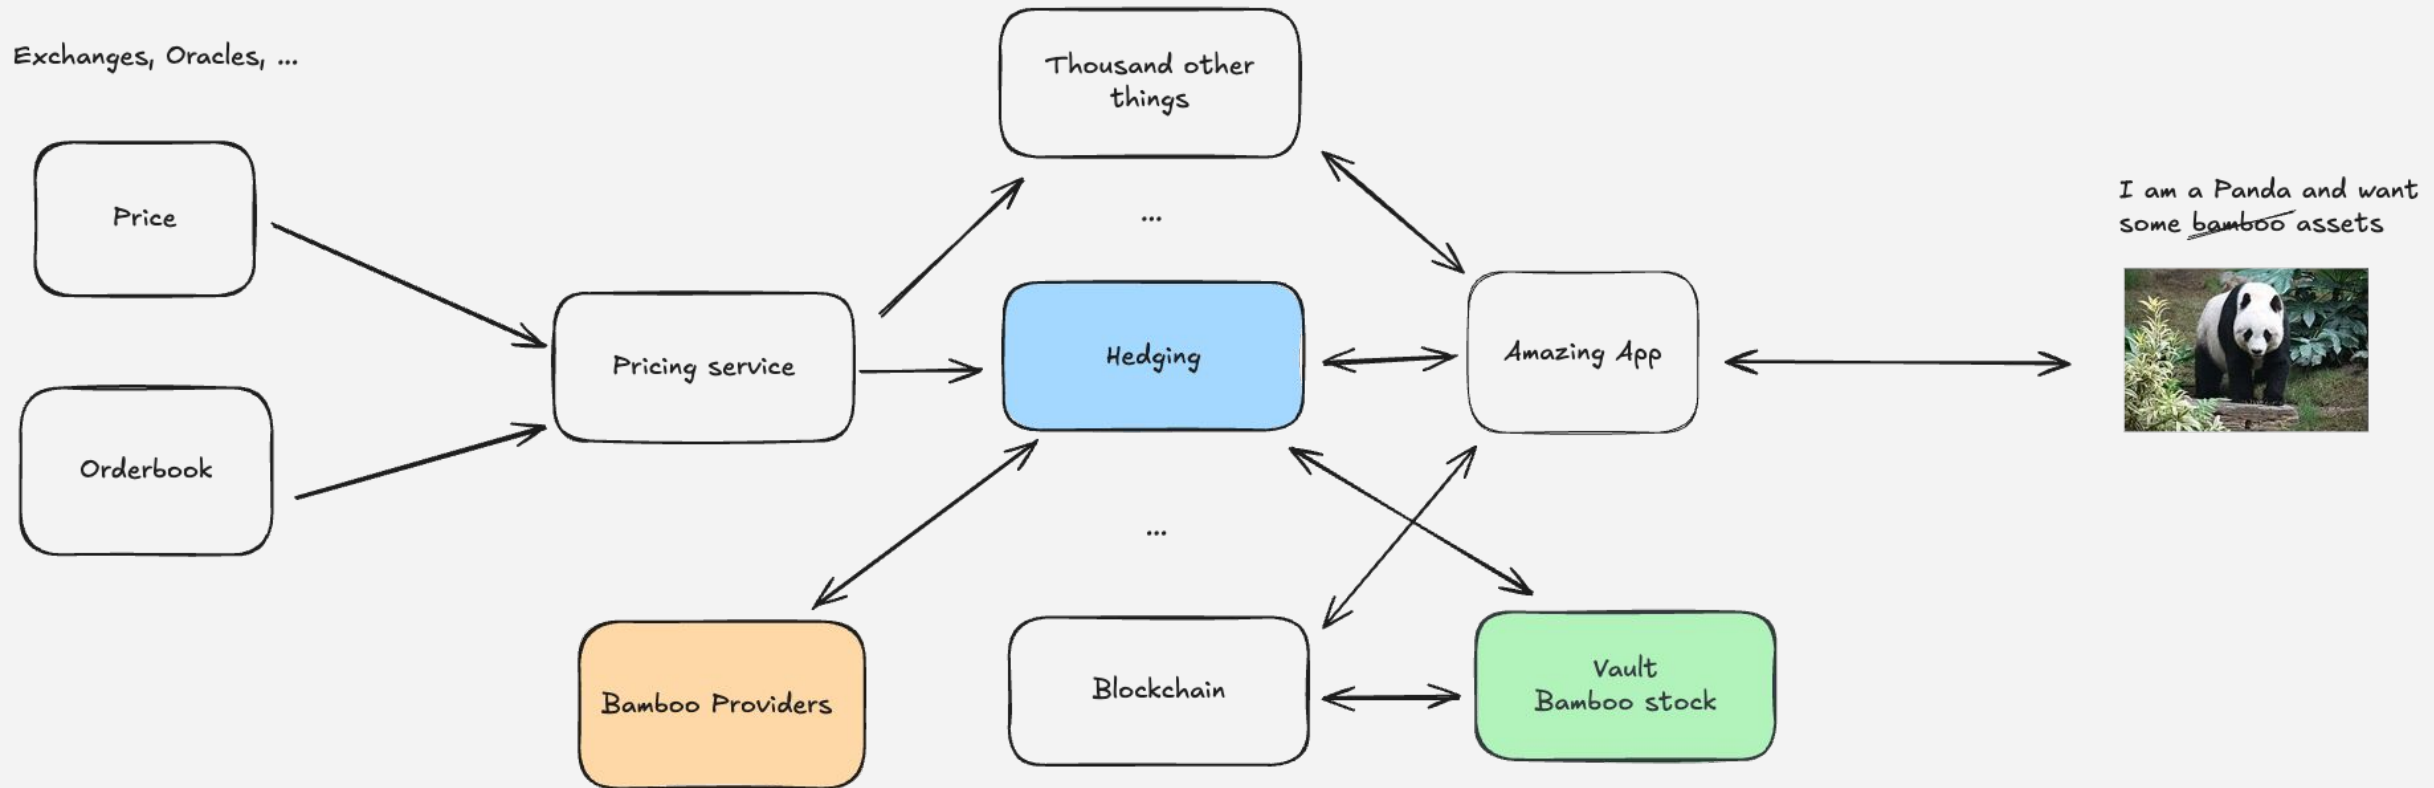 Exchanges, Oracles, ...
Thousand other
things
Price
...
I am a Panda and want
some bamboo assets
Pricing service
Hedging
Amazing App
Orderbook
...
Bamboo Providers
Blockchain
Vault
Bamboo stock